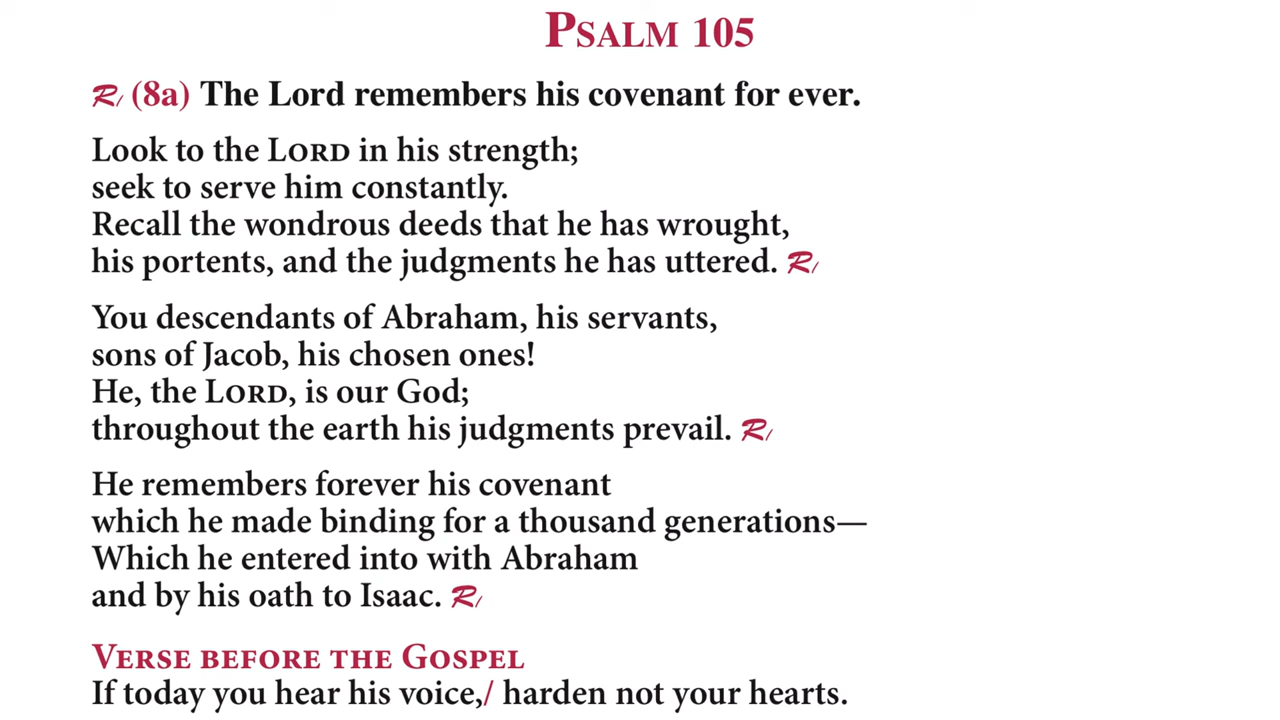 PSALM 105
℟ (8a) The Lord remembers his covenant for ever.
Look to the LORD in his strength;
seek to serve him constantly.
Recall the wondrous deeds that he has wrought,
his portents, and the judgments he has uttered. ℟
You descendants of Abraham, his servants,
sons of Jacob, his chosen ones!
He, the LORD, is our God;
throughout the earth his judgments prevail. ℟
He remembers forever his covenant
which he made binding for a thousand generations—
Which he entered into with Abraham
and by his oath to Isaac. ℟
VERSE BEFORE THE GOSPEL
If today you hear his voice,/ harden not your hearts.